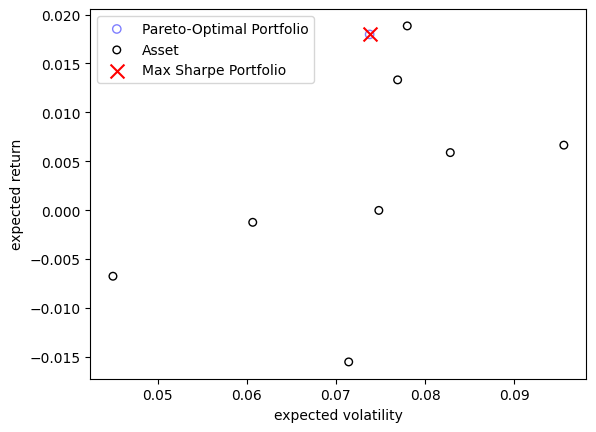 Pareto-Optimal Portfolio
Asset
Max Sharpe Portfolio
0.020
0.015
0.010
0.005
0.000
−0.005
−0.010
−0.015
expected return
0.05
0.06
0.07
0.08
0.09
expected volatility